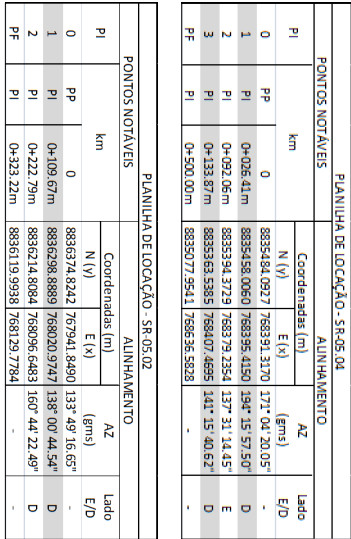 PLANILHA DE LOCAÇÃO - SR-05.04
PONTOS NOTÁVEIS ALINHAMENTO
PI km Coordenadas (m) AZ Lado
N (y) E (x) (gms) E/D
0 PP 0 8835484.0927 768391.3170 171° 04' 20.05" -
1 PI 0+026.41m 8835458.0060 768395.4150 194° 15' 57.50" D
2 PI 0+092.06m 8835394.3729 768379.2354 137° 31' 14.45" E
3 PI 0+133.87m 8835363.5385 768407.4695 141° 15' 40.62" D
PF PI 0+500.00m 8835077.9541 768636.5828 - -
PLANILHA DE LOCAÇÃO - SR-05.02
PONTOS NOTÁVEIS ALINHAMENTO
PI km Coordenadas (m) AZ Lado
N (y) E (x) (gms) E/D
0 PP 0 8836374.8242 767941.8490 133° 49' 16.65" -
1 PI 0+109.67m 8836298.8889 768020.9747 138° 00' 44.54" D
2 PI 0+222.79m 8836214.8084 768096.6483 160° 44' 22.49" D
PF PI 0+323.22m 8836119.9938 768129.7784 - -